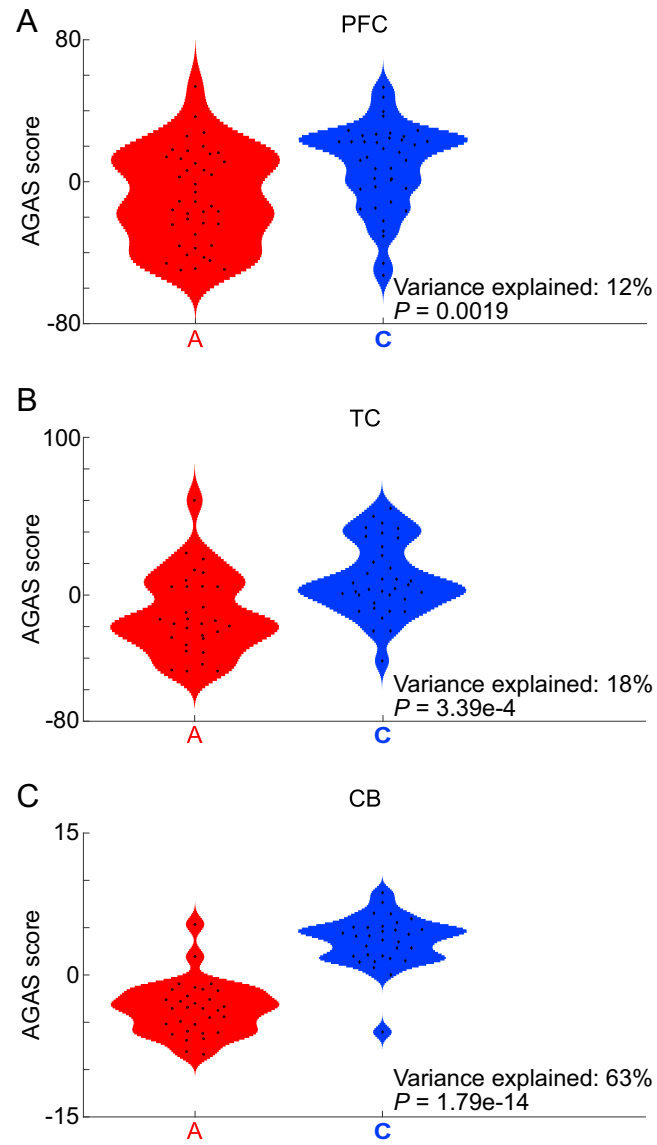 A
PFC
80
AGAS score
0
-80
Variance explained: 12%
P = 0.0019
A
C
B
TC
100
AGAS score
0
-80
Variance explained: 18%
P = 3.39e-4
A
C
C
CB
15
AGAS score
0
-15
Variance explained: 63%
P = 1.79e-14
A
C